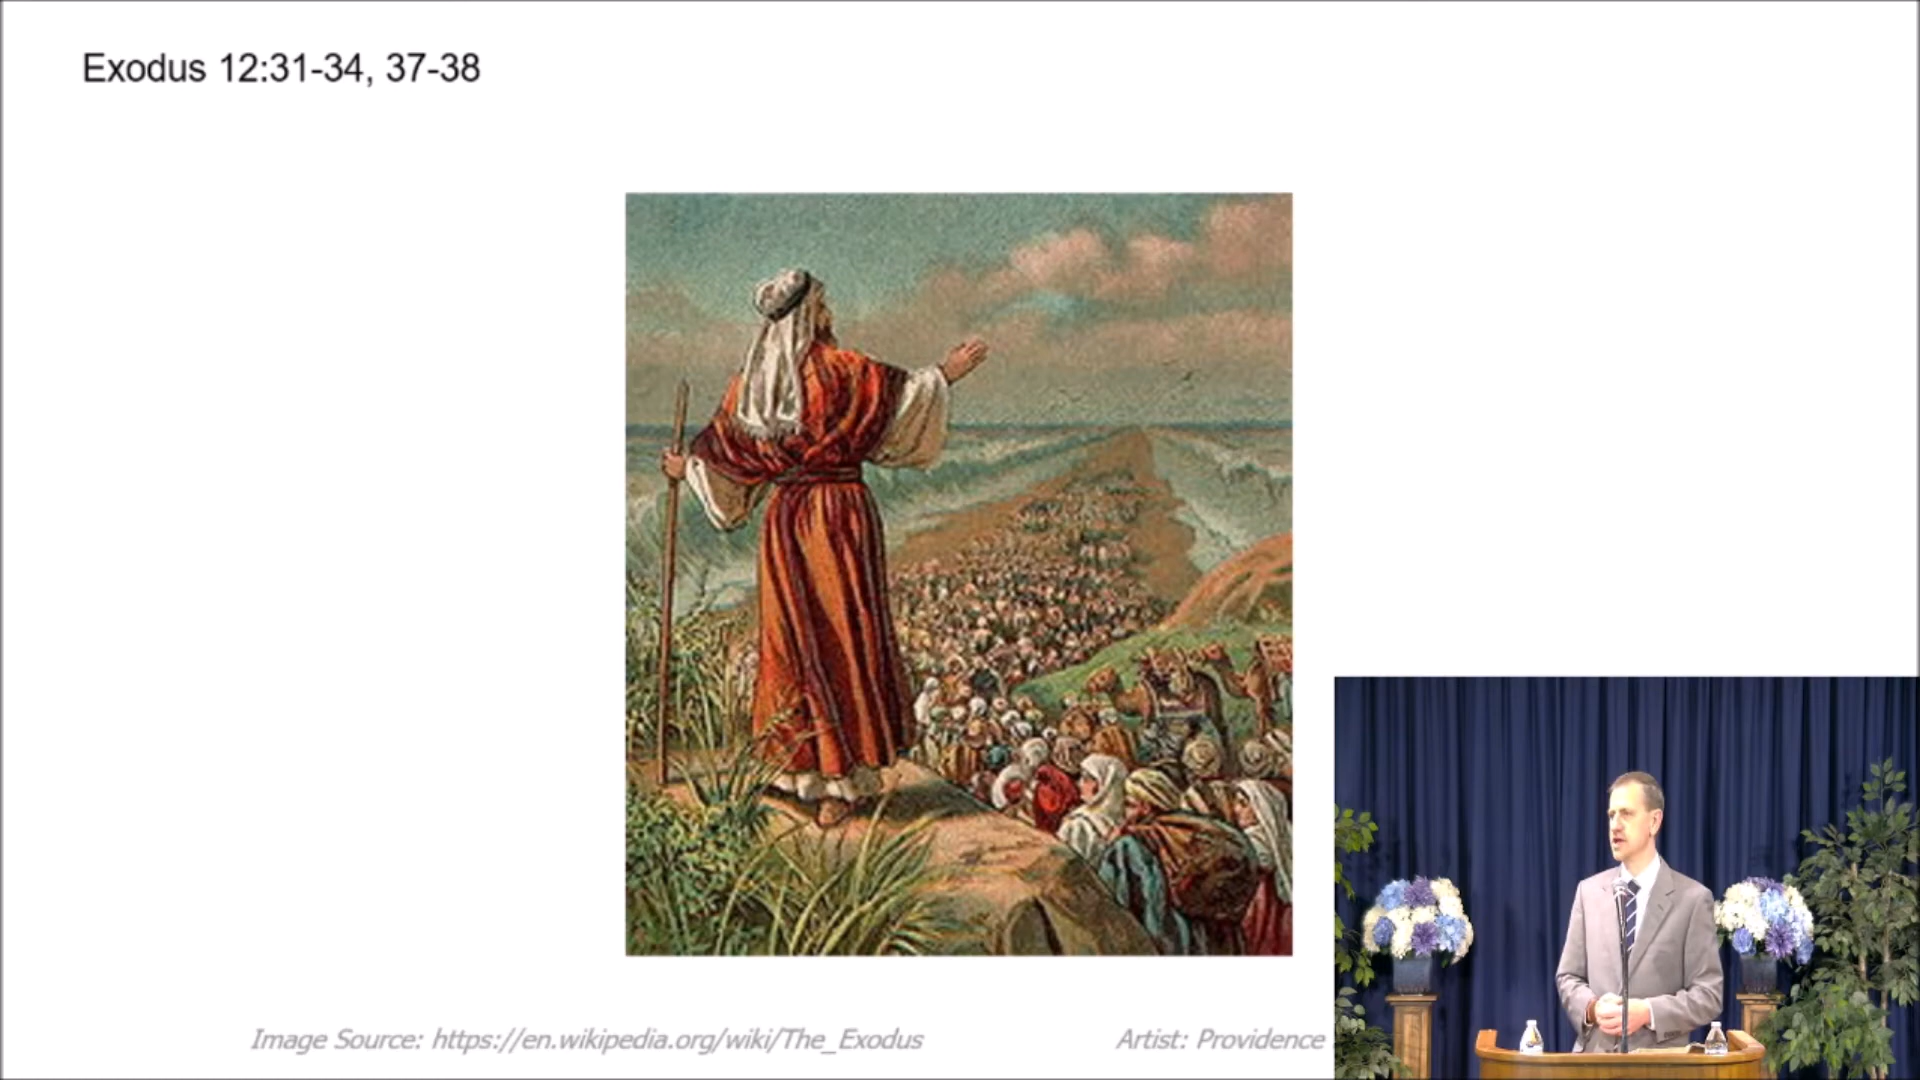 Exodus 12:31-34, 37-38
Image Source: https://en.wikipedia.org/wiki/The_Exodus
Artist: Providence